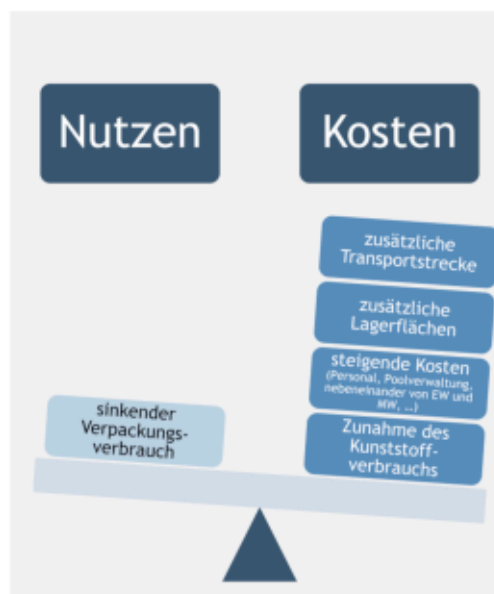 Nutzen
Kosten
zusätzliche
Transportstrecke
zusätzliche
Lagerflächen
steigende Kosten
(Personal, Poolverwaltung,
nebeneinander von EW und
MW, …)
sinkender
Verpackungs-
verbrauch
Zunahme des
Kunststoff-
verbrauchs